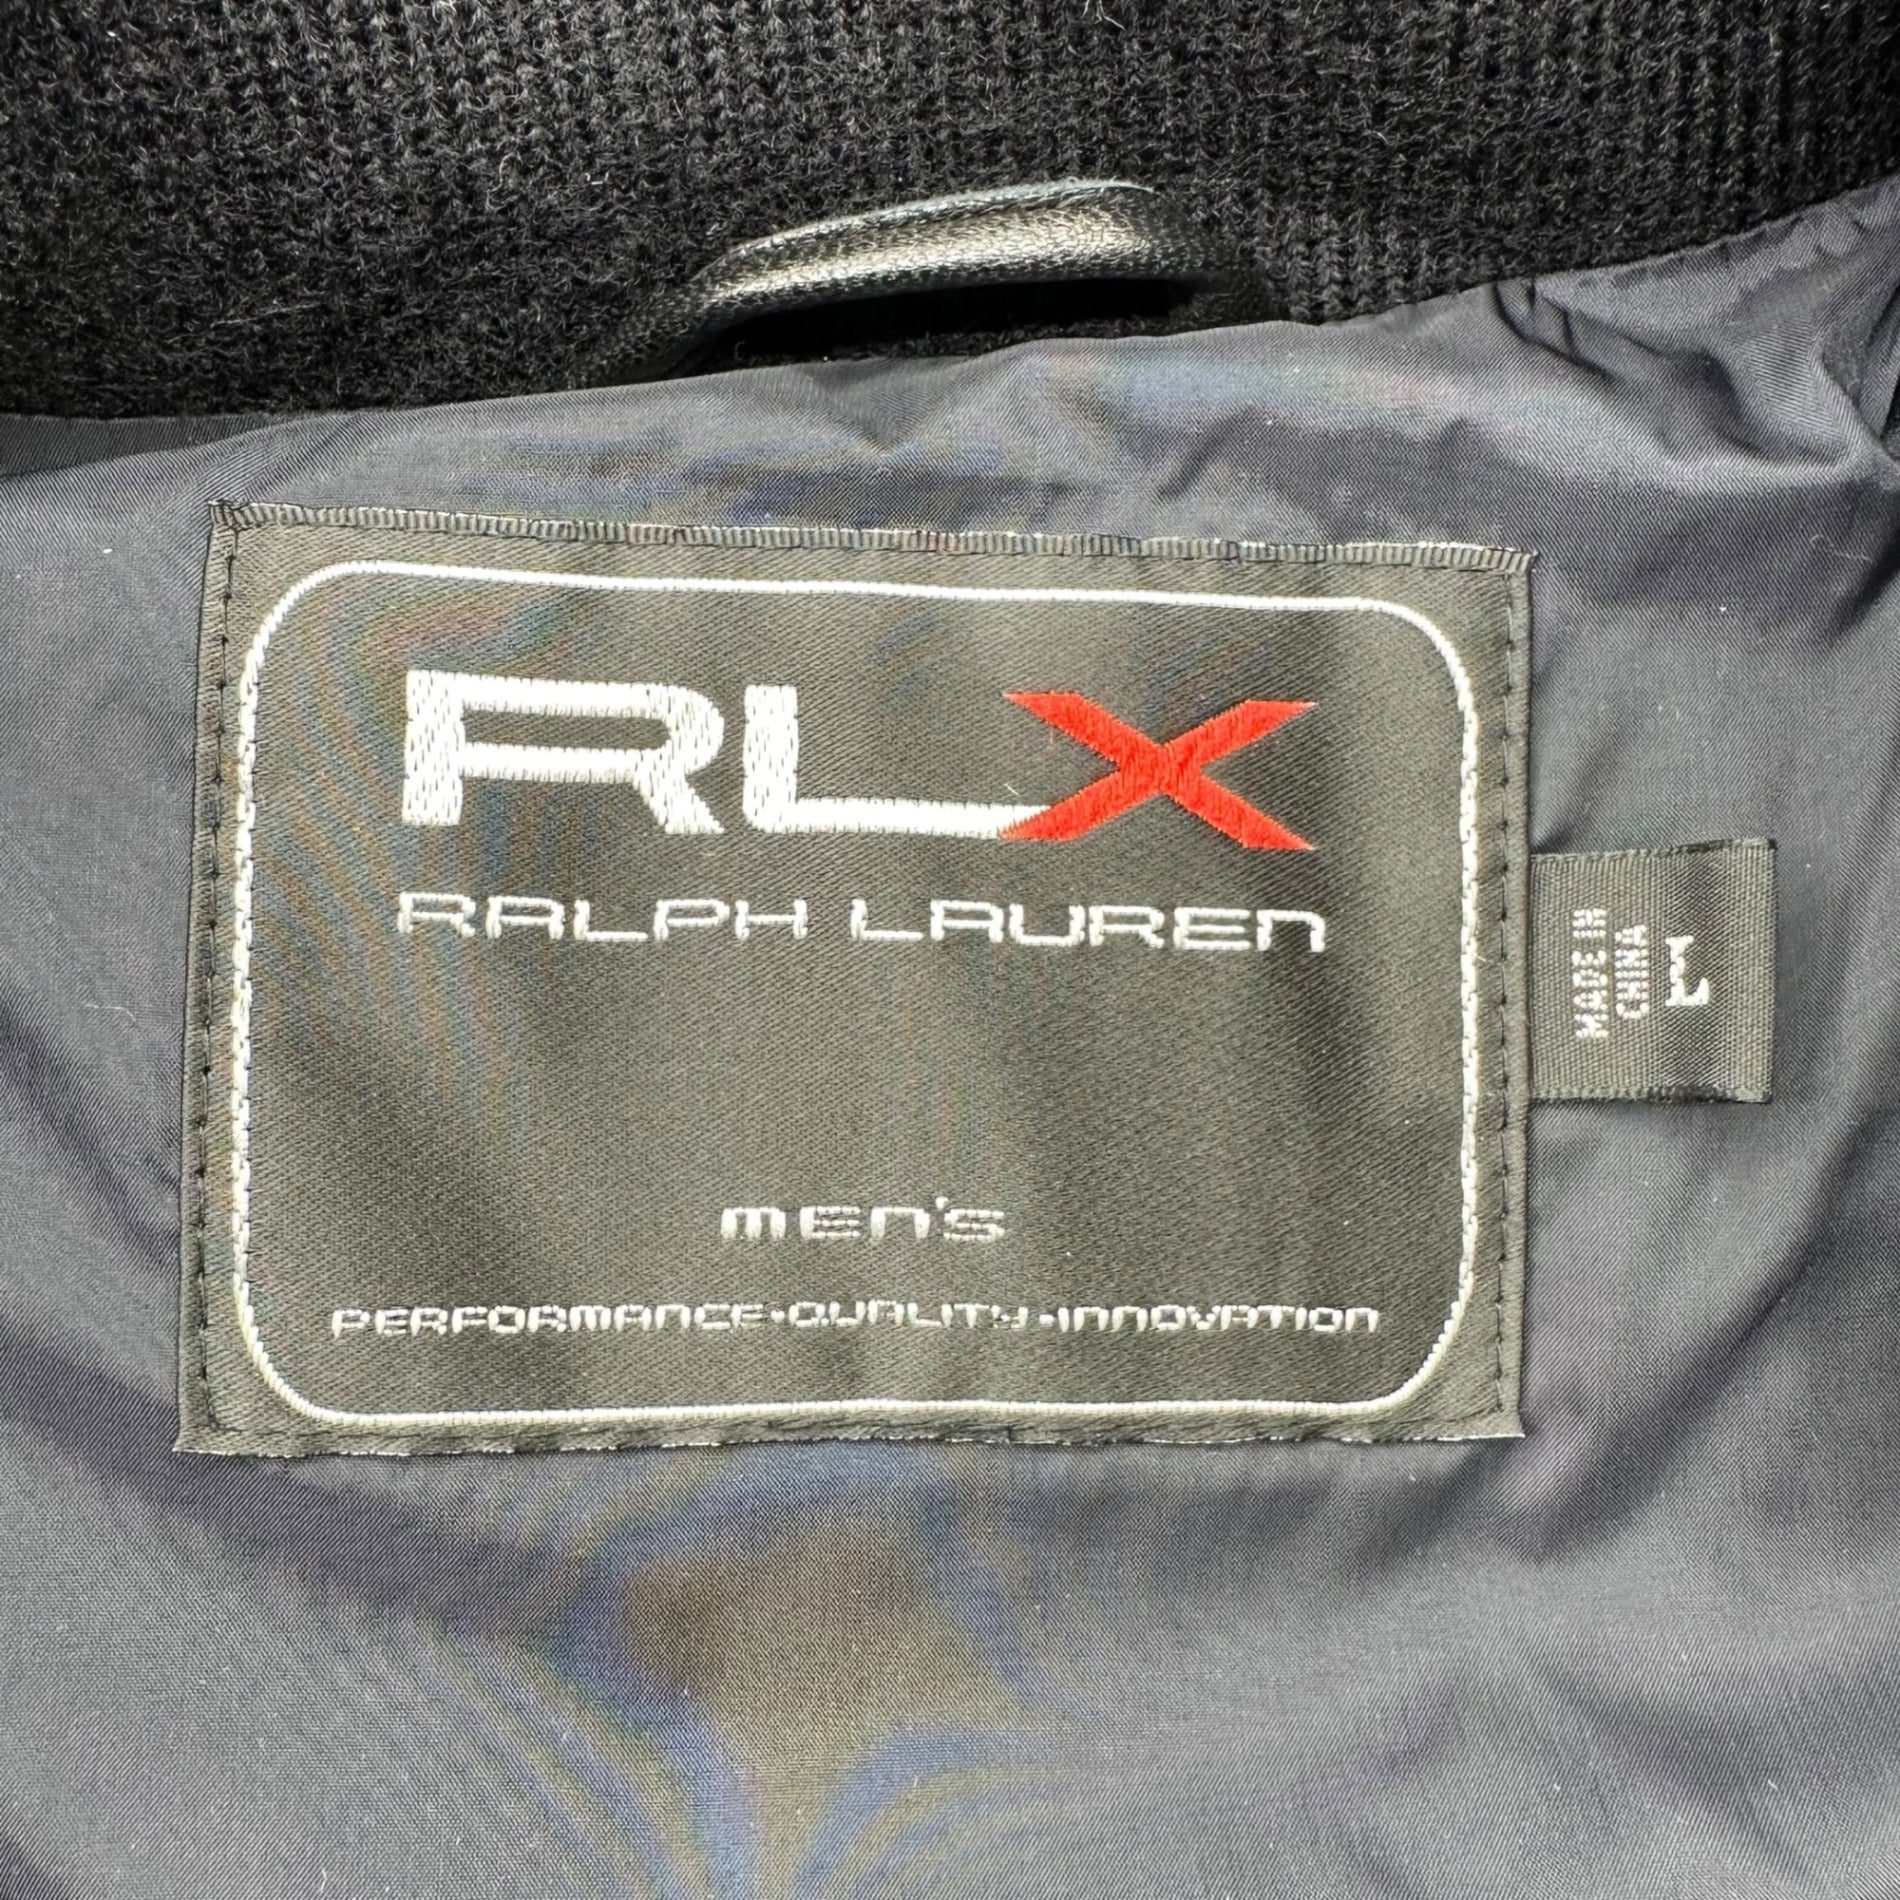 RLX
RALPH LAUREN
men's
PERFORMANCE•QUALITY•INNOVATION
MADE IN
CHINA
L